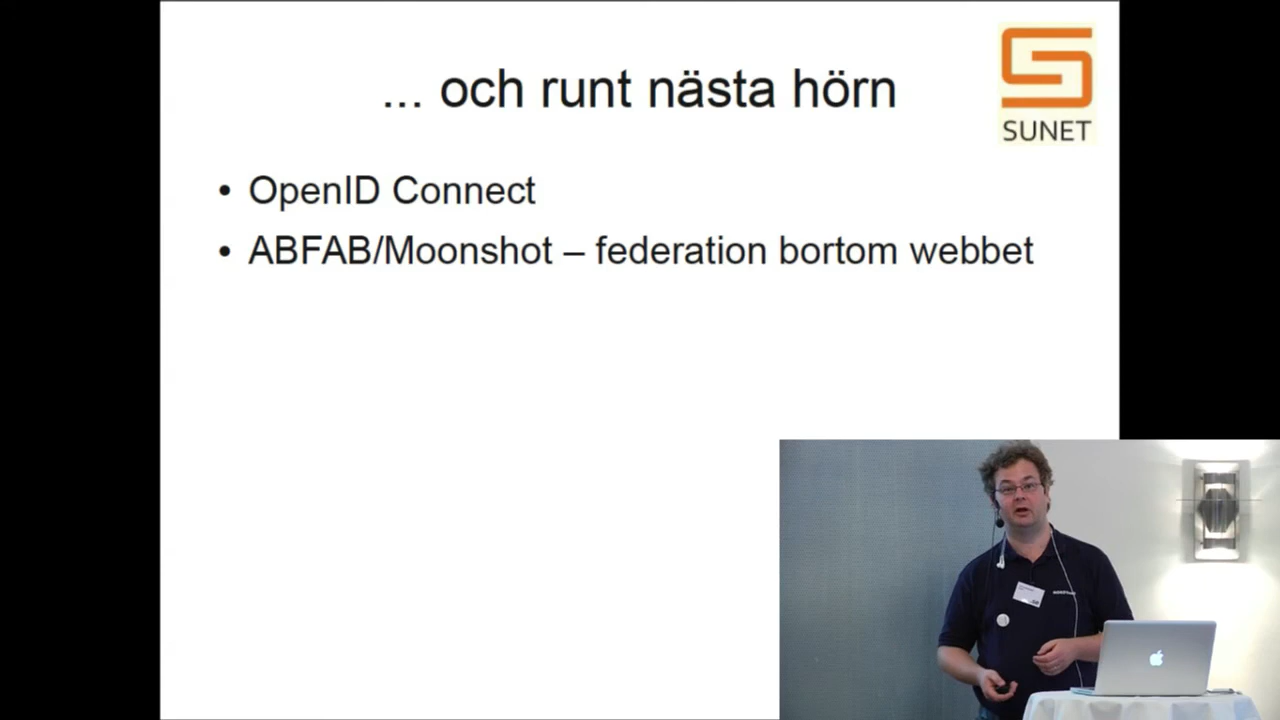 ... och runt nästa hörn
SUNET
• OpenID Connect
• ABFAB/Moonshot – federation bortom webbet